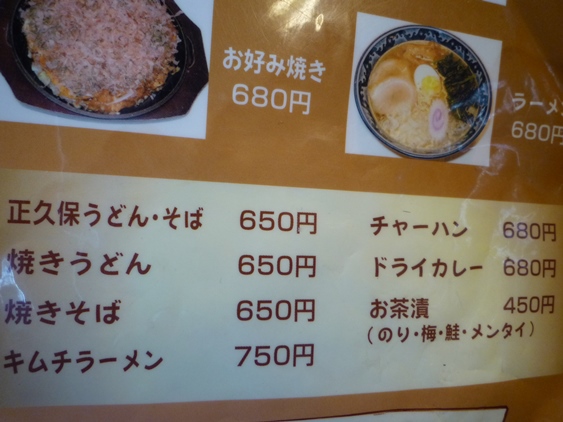 お好み焼き
680円
ラーメン
680円
正久保うどん・そば 650円
焼きうどん 650円
焼きそば 650円
キムチラーメン 750円
チャーハン 680円
ドライカレー 680円
お茶漬 450円
(のり・梅・鮭・メンタイ)